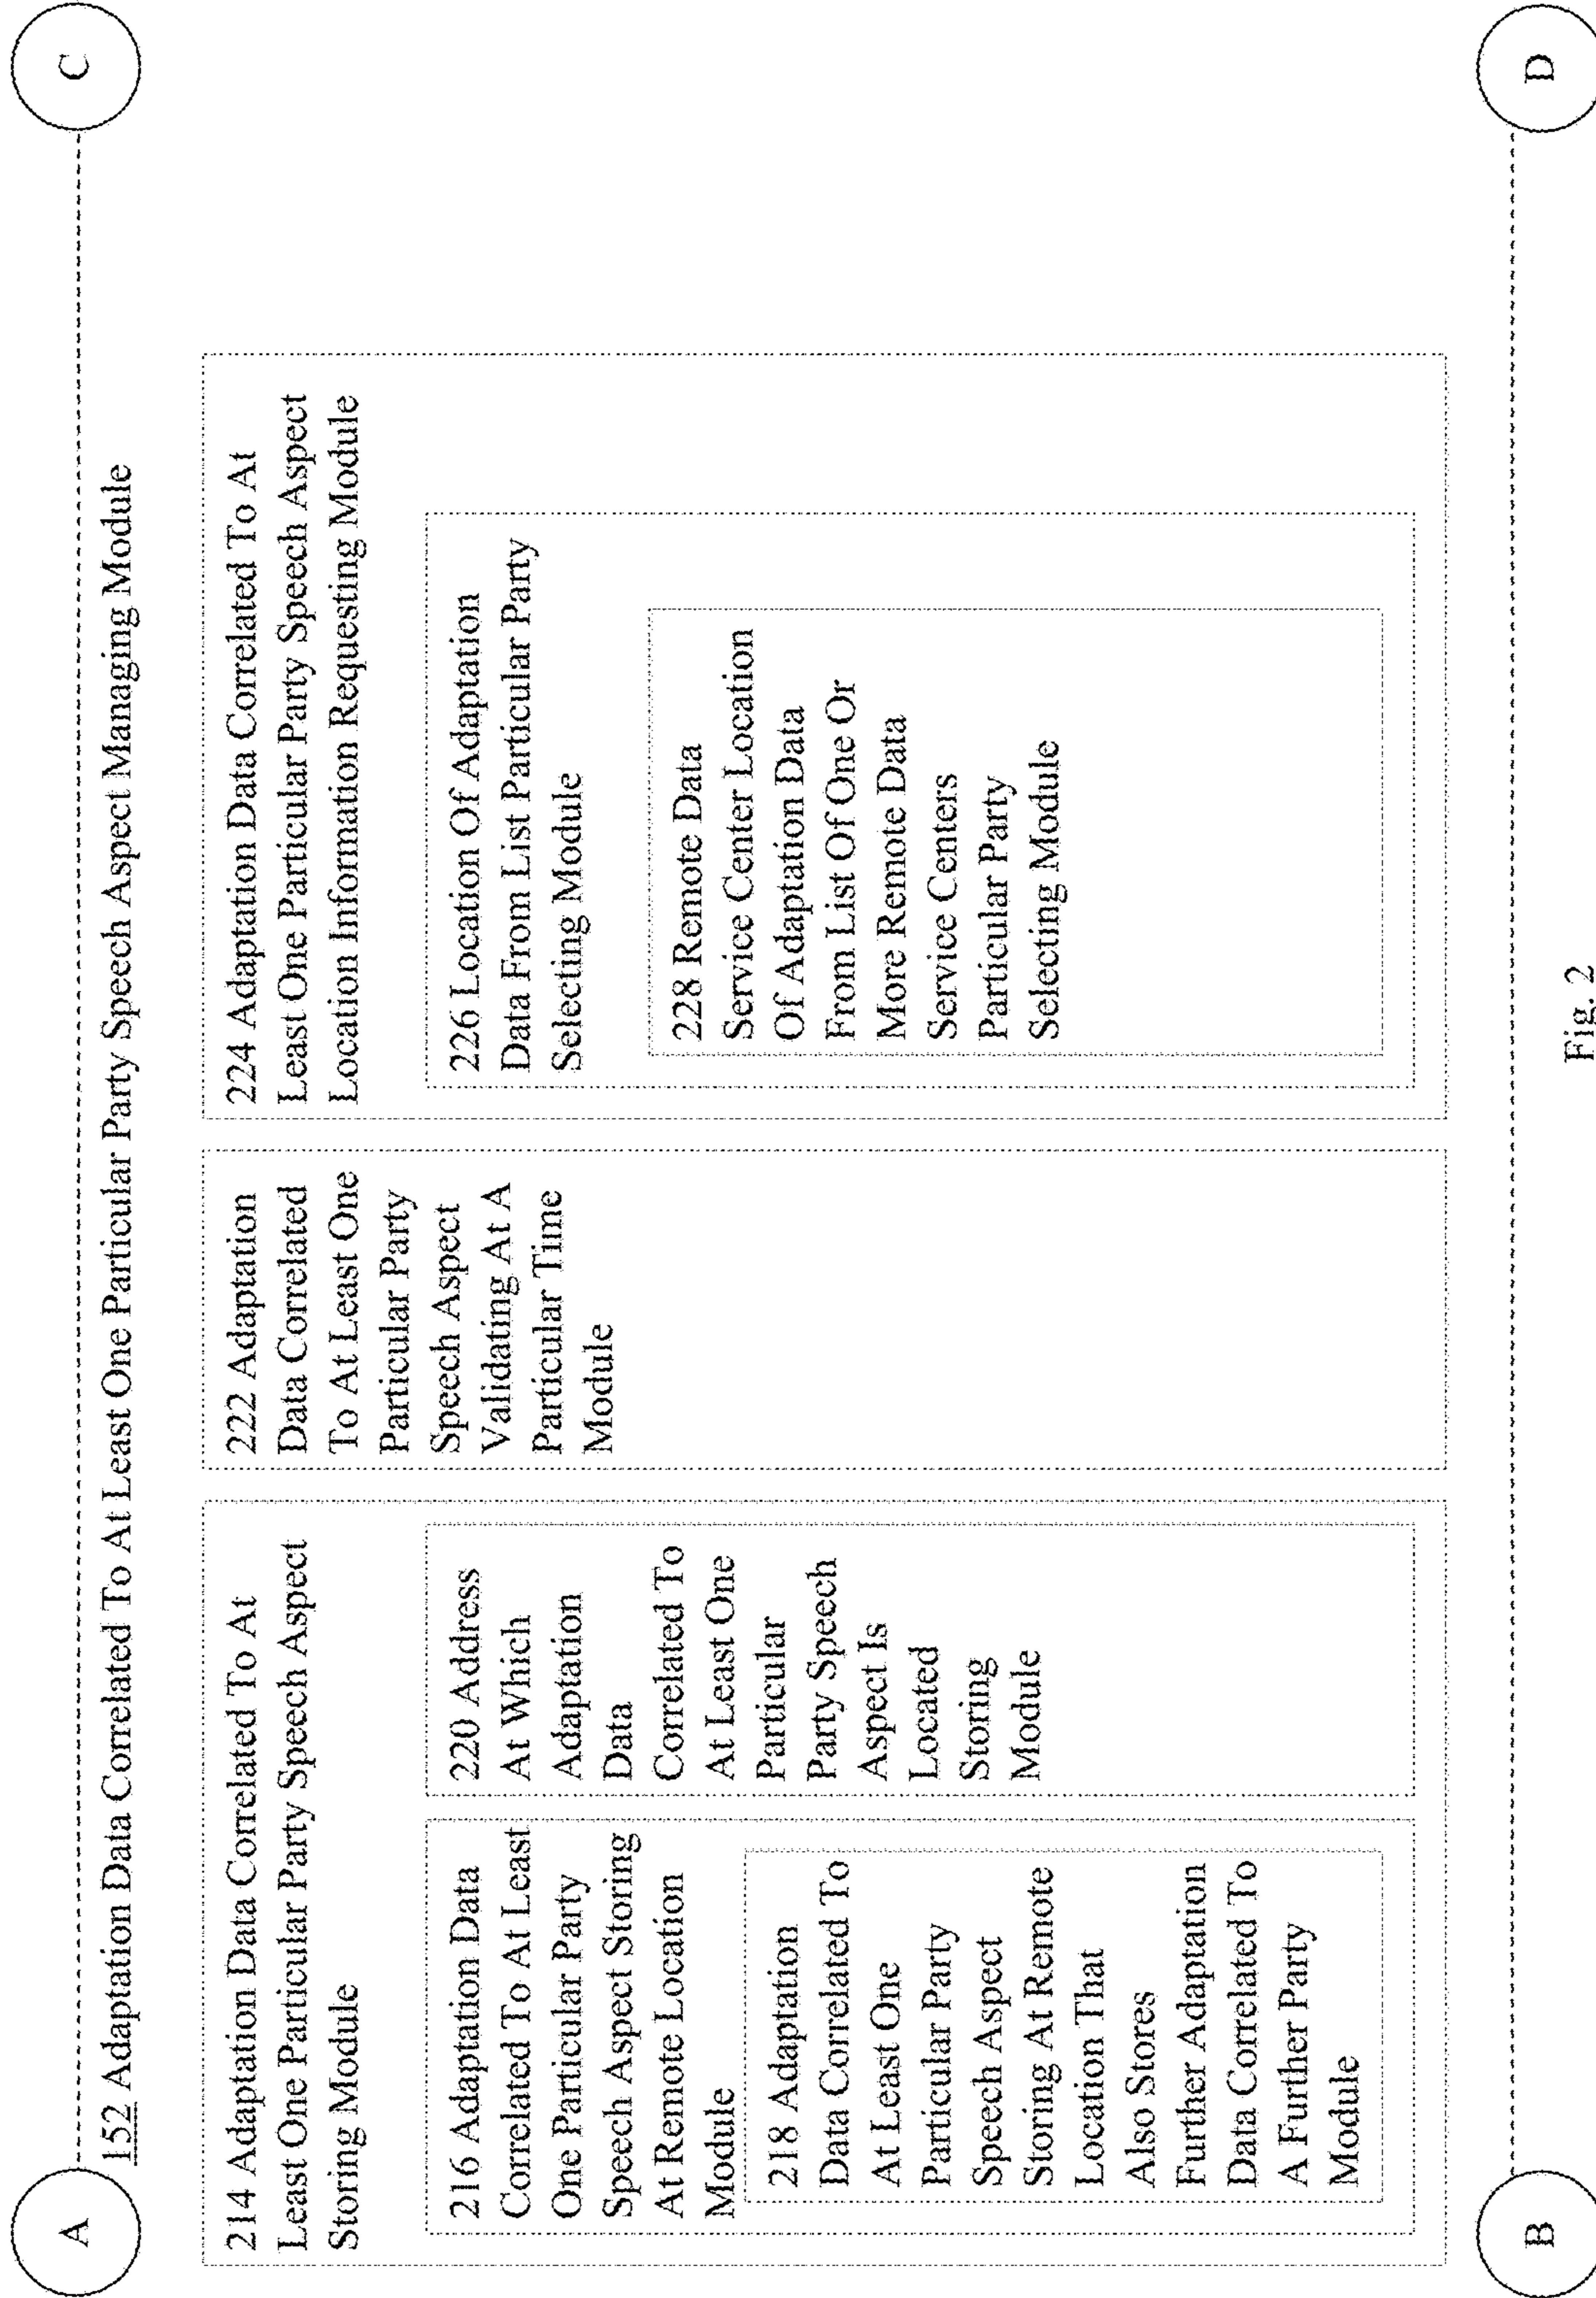 A
C
152 Adaptation Data Correlated To At Least One Particular Party Speech Aspect Managing Module
214 Adaptation Data Correlated To At
Least One Particular Party Speech Aspect
Storing Module
216 Adaptation Data
Correlated To At Least
One Particular Party
Speech Aspect Storing
At Remote Location
Module
218 Adaptation
Data Correlated To
At Least One
Particular Party
Speech Aspect
Storing At Remote
Location That
Also Stores
Further Adaptation
Data Correlated To
A Further Party
Module
220 Address
At Which
Adaptation
Data
Correlated To
At Least One
Particular
Party Speech
Aspect Is
Located
Storing
Module
222 Adaptation
Data Correlated
To At Least One
Particular Party
Speech Aspect
Validating At A
Particular Time
Module
224 Adaptation Data Correlated To At
Least One Particular Party Speech Aspect
Location Information Requesting Module
226 Location Of Adaptation
Data From List Particular Party
Selecting Module
228 Remote Data
Service Center Location
Of Adaptation Data
From List Of One Or
More Remote Data
Service Centers
Particular Party
Selecting Module
B
D
Fig. 2